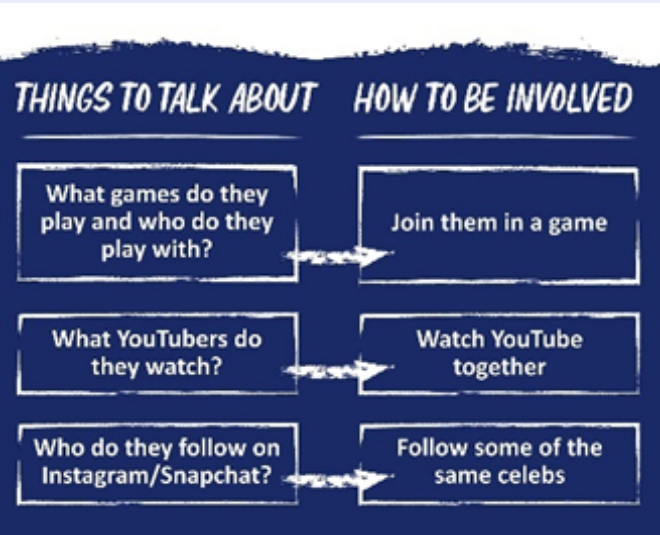 THINGS TO TALK ABOUT
HOW TO BE INVOLVED
What games do they
play and who do they
play with?
Join them in a game
What YouTubers do
they watch?
Watch YouTube
together
Who do they follow on
Instagram/Snapchat?
Follow some of the
same celebs